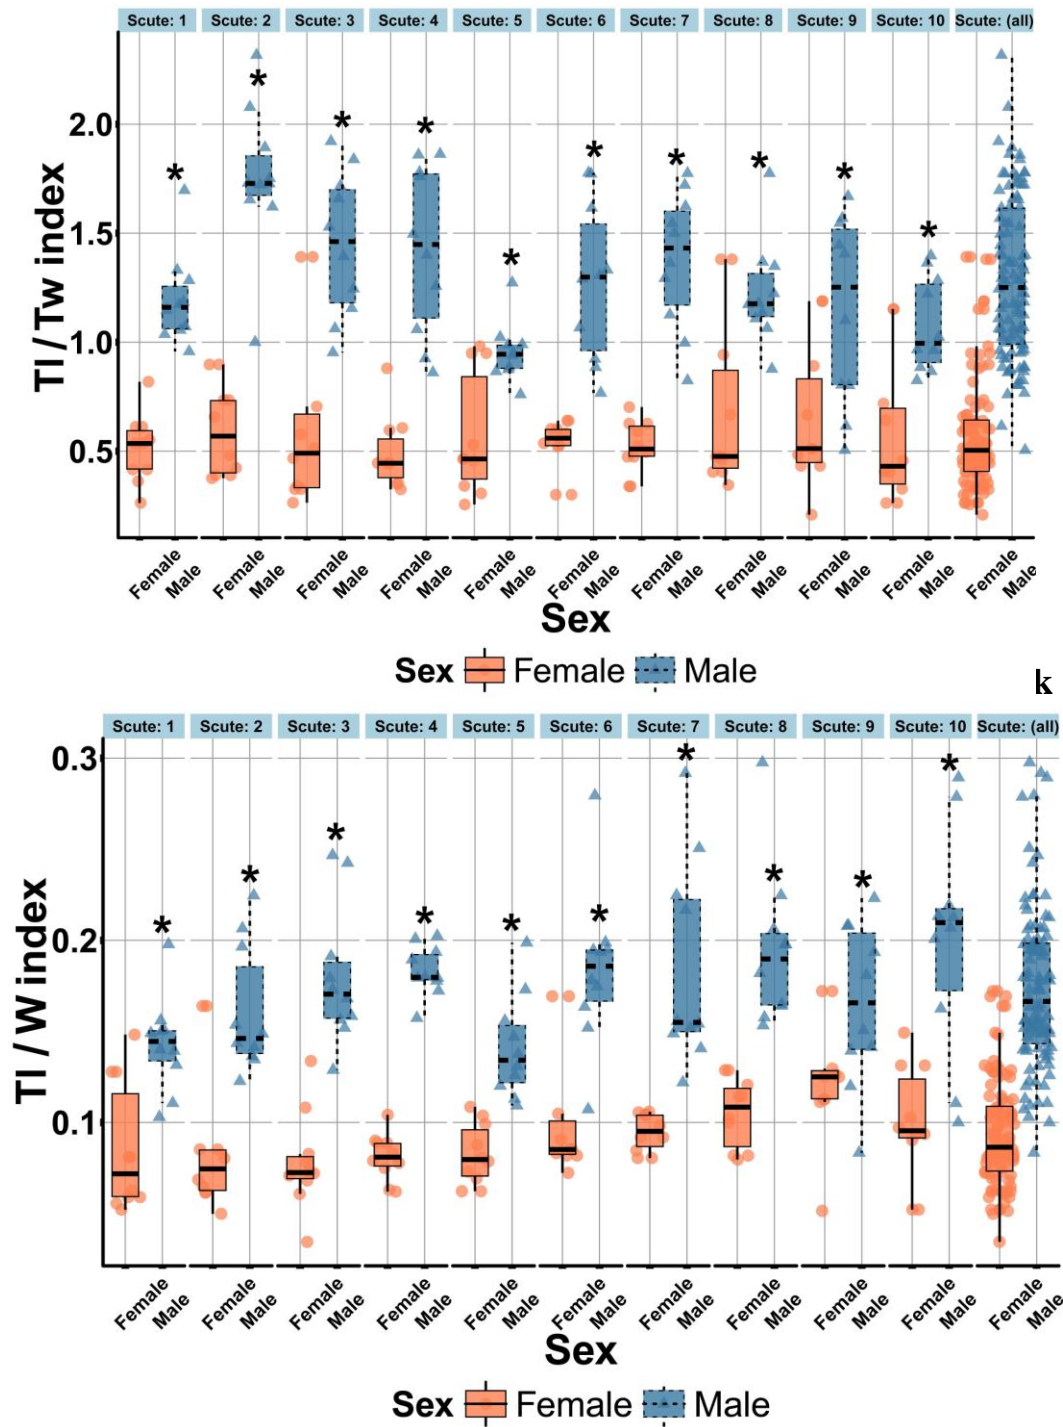 Scute: 1 Scute: 2 Scute: 3 Scute: 4 Scute: 5 Scute: 6 Scute: 7 Scute: 8 Scute: 9 Scute: 10 Scute: (all)
* * * * * * * * * *
2.0
1.5
1.0
0.5
Tl / Tw index
Female Male Female Male Female Male Female Male Female Male Female Male Female Male Female Male Female Male Female Male Female Male
Sex
Sex Female Male
k
Scute: 1 Scute: 2 Scute: 3 Scute: 4 Scute: 5 Scute: 6 Scute: 7 Scute: 8 Scute: 9 Scute: 10 Scute: (all)
* * * * * * * * * *
0.3
0.2
0.1
Tl / W index
Female Male Female Male Female Male Female Male Female Male Female Male Female Male Female Male Female Male Female Male Female Male
Sex
Sex Female Male